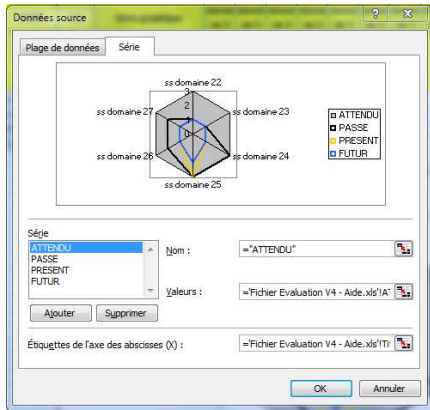 Données source
Plage de données
Série
ss domaine 22
ss domaine 23
ss domaine 24
ss domaine 25
ss domaine 26
ss domaine 27
3
2
1
0
ATTENDU
PASSE
PRESENT
FUTUR
Série
ATTENDU
PASSE
PRESENT
FUTUR
Nom :
="ATTENDU"
Valeurs :
='Fichier Evaluation V4 - Aide.xls'!A
Ajouter
Supprimer
Étiquettes de l'axe des abscisses (X) :
='Fichier Evaluation V4 - Aide.xls'!Ti
OK
Annuler